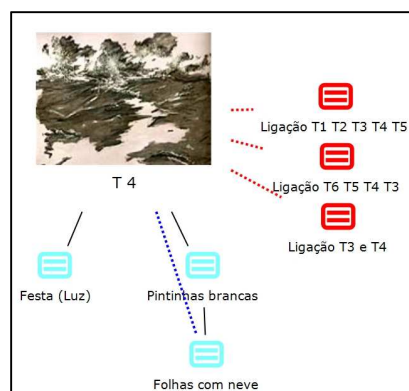 Ligação T1 T2 T3 T4 T5
T 4
Ligação T6 T5 T4 T3
Ligação T3 e T4
Festa (Luz)
Pintinhas brancas
Folhas com neve